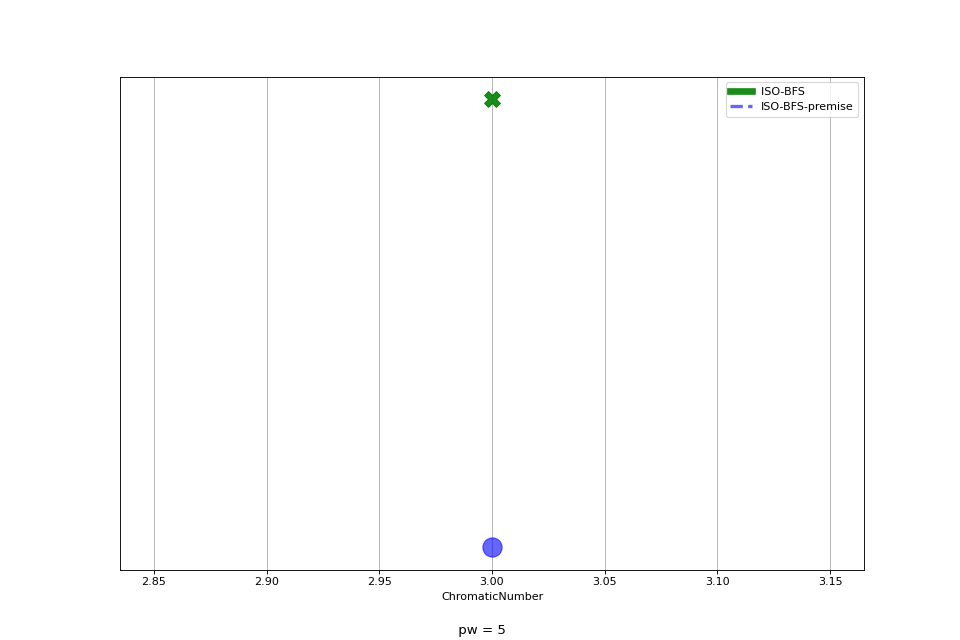 ISO-BFS
ISO-BFS-premise
2.85 2.90 2.95 3.00 3.05 3.10 3.15
ChromaticNumber
pw = 5